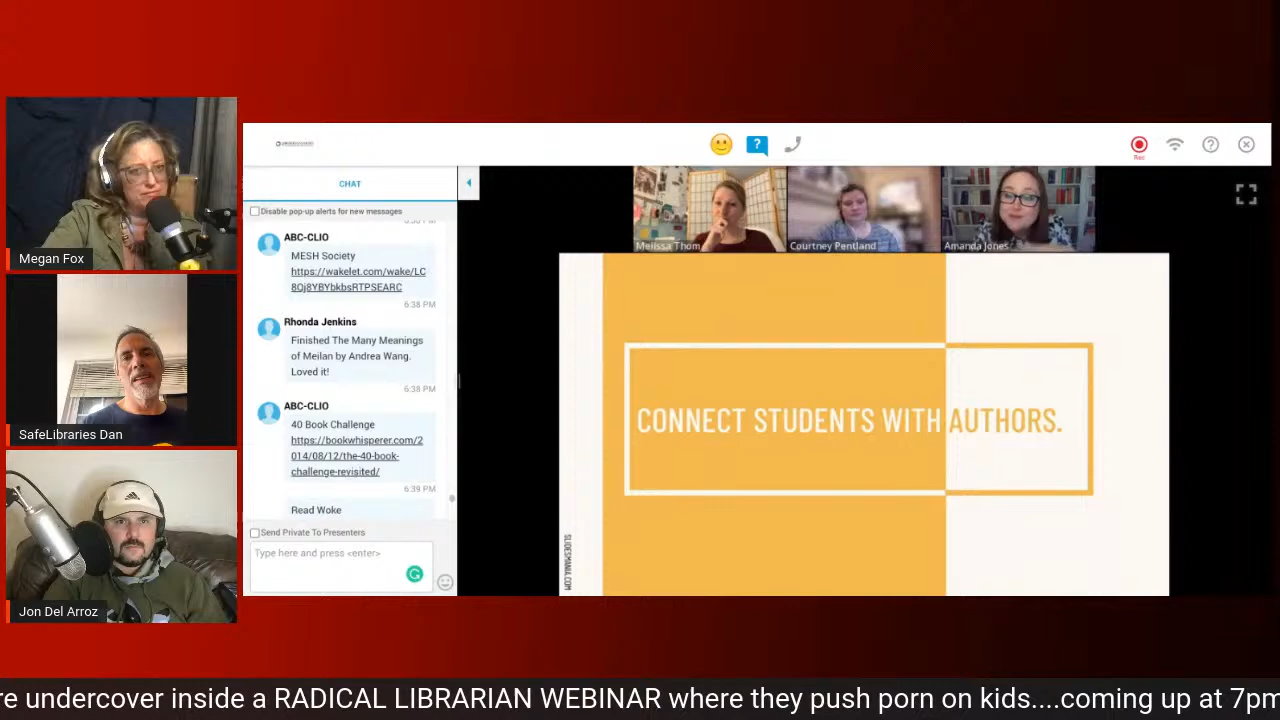 Megan Fox
SafeLibraries Dan
Jon Del Arroz
?
Rec
?
CHAT
Disable pop-up alerts for new messages
ABC-CLIO
MESH Society
https://wakelet.com/wake/LC
8Oj8YBYbkbsRTPSEARC
6:38 PM
Rhonda Jenkins
Finished The Many Meanings
of Meilan by Andrea Wang.
Loved it!
6:38 PM
ABC-CLIO
40 Book Challenge
https://bookwhisperer.com/2
014/08/12/the-40-book-
challenge-revisited/
6:39 PM
Read Woke
Send Private To Presenters
Type here and press <enter>
Melissa Thom
Courtney Pentland
Amanda Jones
CONNECT STUDENTS WITH AUTHORS.
SLIDESMANIA.COM
re undercover inside a RADICAL LIBRARIAN WEBINAR where they push porn on kids....coming up at 7pm